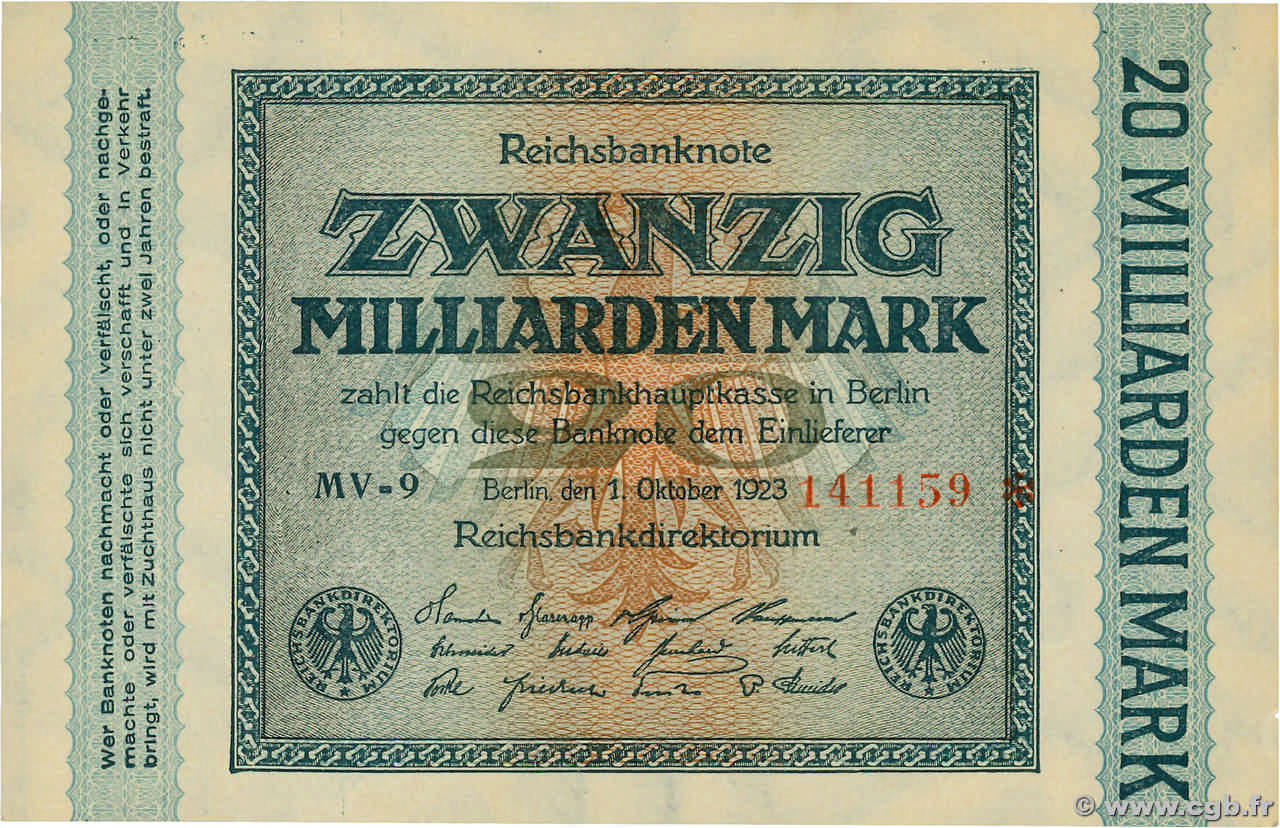 Wer Banknoten nachmacht oder verfälscht, oder nachge-
machte oder verfälschte sich verschafft und in Verkehr
bringt, wird mit Zuchthaus nicht unter zwei Jahren bestraft.
Reichsbanknote
ZWANZIG
MILLIARDEN MARK
20
zahlt die Reichsbankhauptkasse in Berlin
gegen diese Banknote dem Einlieferer
MV-9 Berlin, den 1. Oktober 1923 141159 *
Reichsbankdirektorium
REICHSBANKDIREKTORIUM *
REICHSBANKDIREKTORIUM *
20 MILLIARDEN MARK
© www.cgb.fr